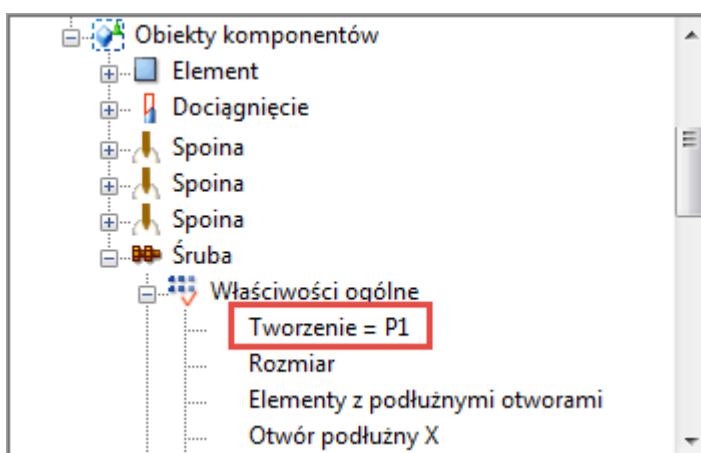 Obiekty komponentów
Element
Dociągnięcie
Spoina
Spoina
Spoina
Śruba
Właściwości ogólne
Tworzenie = P1
Rozmiar
Elementy z podłużnymi otworami
Otwór podłużny X